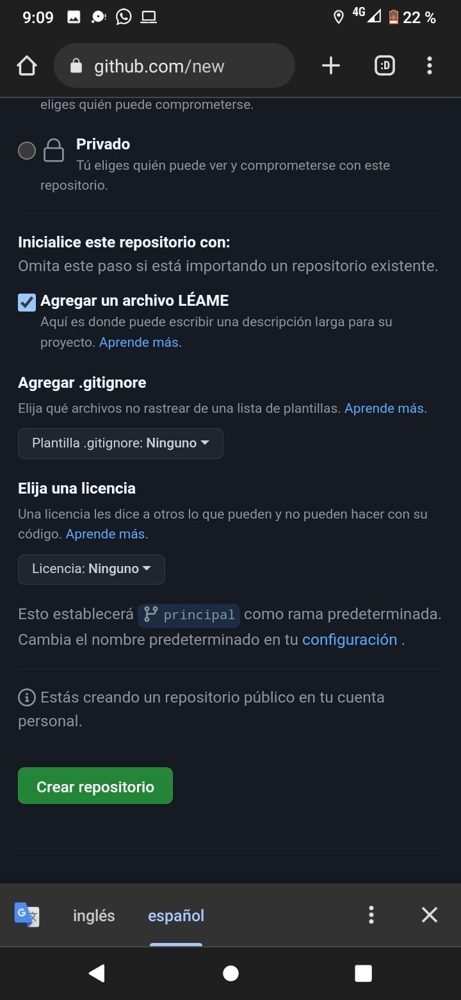 9:09 4G 22 %
github.com/new :D
eliges quién puede comprometerse.
Privado
Tú eliges quién puede ver y comprometerse con este
repositorio.
Inicialice este repositorio con:
Omita este paso si está importando un repositorio existente.
Agregar un archivo LÉAME
Aquí es donde puede escribir una descripción larga para su
proyecto. Aprende más.
Agregar .gitignore
Elija qué archivos no rastrear de una lista de plantillas. Aprende más.
Plantilla .gitignore: Ninguno
Elija una licencia
Una licencia les dice a otros lo que pueden y no pueden hacer con su
código. Aprende más.
Licencia: Ninguno
Esto establecerá principal como rama predeterminada.
Cambia el nombre predeterminado en tu configuración .
Estás creando un repositorio público en tu cuenta
personal.
Crear repositorio
inglés español